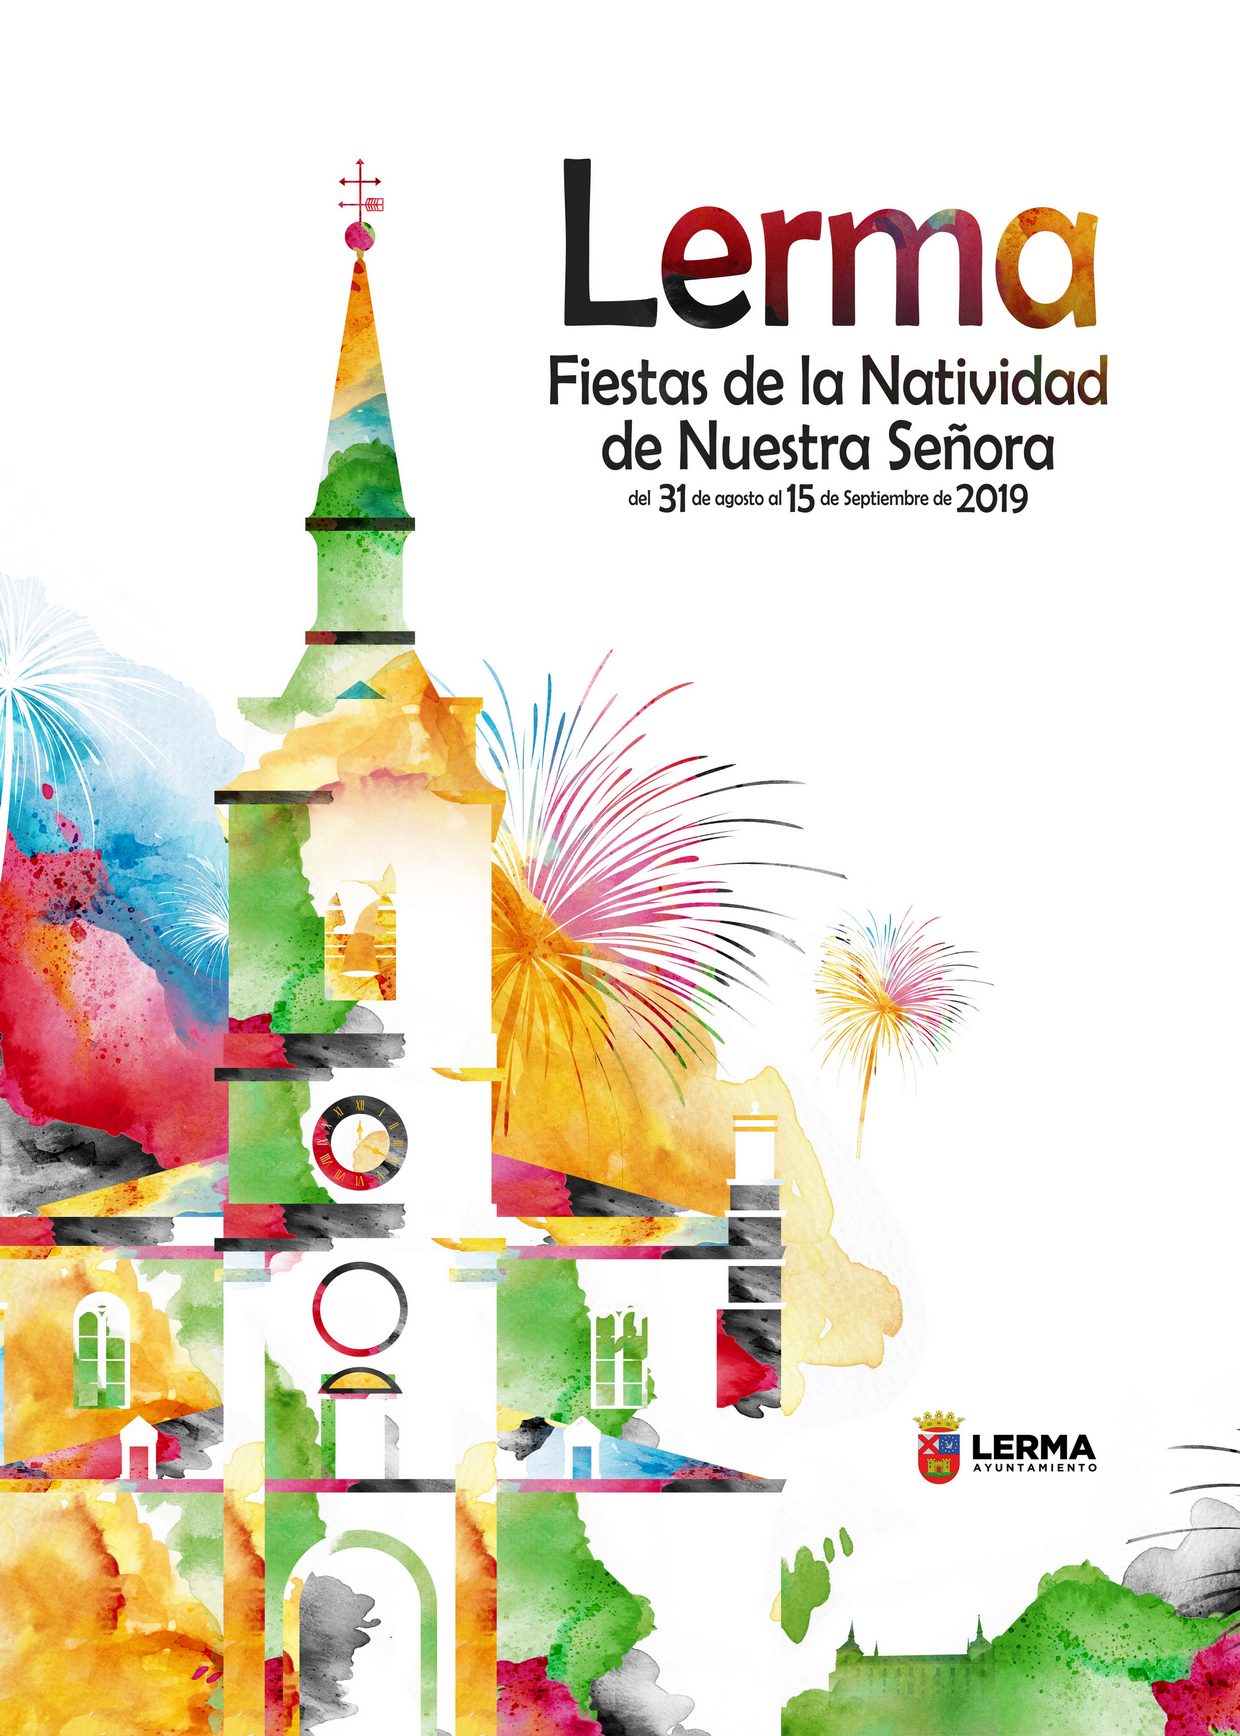 Lerma
Fiestas de la Natividad
de Nuestra Señora
del 31 de agosto al 15 de Septiembre de 2019
LERMA
AYUNTAMIENTO